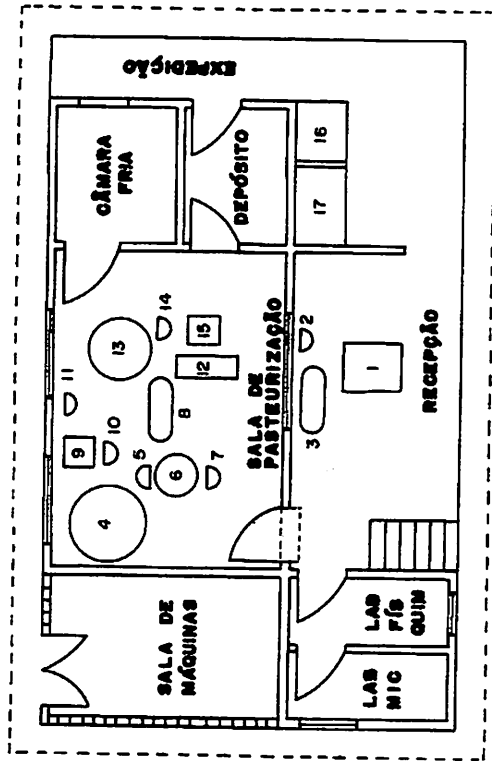 SALA DE
MÁQUINAS
4
9
10
11
5
6
7
8
13
14
15
12
SALA DE
PASTEURIZAÇÃO
CÂMARA
FRIA
DEPÓSITO
EXPEDIÇÃO
LAB
MIC
LAB
FÍS
QUIM
3
2
1
RECEPÇÃO
17
16